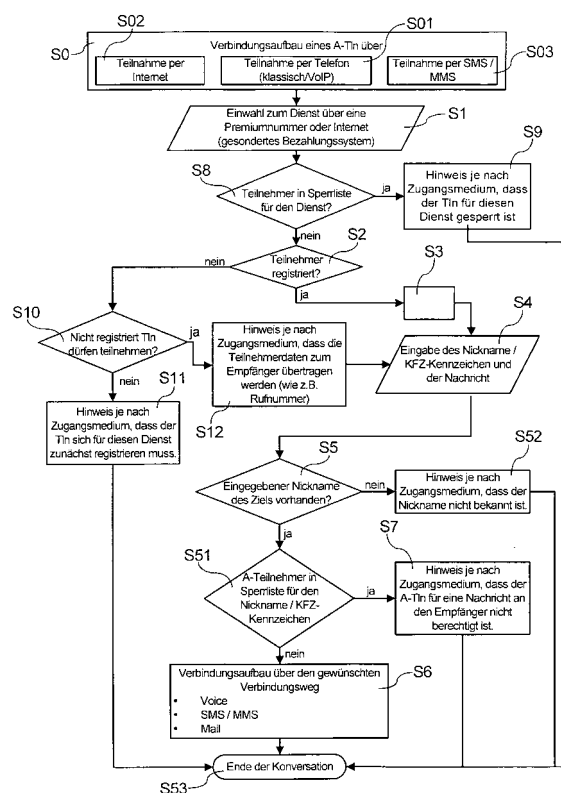 S02
S01
S0
Verbindungsaufbau eines A-Tln über
S03
Teilnahme per
Internet
Teilnahme per Telefon
(klassisch/VoIP)
Teilnahme per SMS /
MMS
Einwahl zum Dienst über eine
Premiumnummer oder Internet
(gesondertes Bezahlungssystem)
S1
S8
Teilnehmer in Sperrliste
für den Dienst?
ja
S9
Hinweis je nach
Zugangsmedium, dass
der Tln für diesen
Dienst gesperrt ist
nein
S2
nein
Teilnehmer
registriert?
ja
S3
S4
S10
Nicht registriert Tln
dürfen teilnehmen?
ja
Hinweis je nach
Zugangsmedium, dass die
Teilnehmerdaten zum
Empfänger übertragen
werden (wie z.B.
Rufnummer)
S12
Eingabe des Nickname /
KFZ-Kennzeichen und
der Nachricht
nein
S11
Hinweis je nach
Zugangsmedium, dass der
Tln sich für diesen Dienst
zunächst registrieren muss.
S5
Eingegebener Nickname
des Ziels vorhanden?
nein
S52
Hinweis je nach
Zugangsmedium, dass der
Nickname nicht bekannt ist.
ja
S51
A-Teilnehmer in
Sperrliste für den
Nickname / KFZ-
Kennzeichen
ja
S7
Hinweis je nach
Zugangsmedium, dass der
A-Tln für eine Nachricht an
den Empfänger nicht
berechtigt ist.
nein
Verbindungsaufbau über den gewünschten
Verbindungsweg
• Voice
• SMS / MMS
• Mail
S6
Ende der Konversation
S53